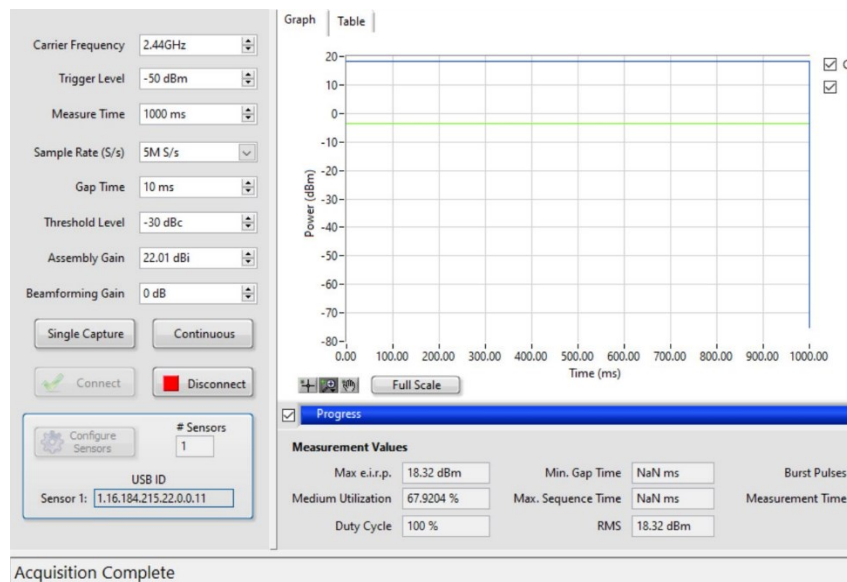 Carrier Frequency 2.44GHz
Trigger Level -50 dBm
Measure Time 1000 ms
Sample Rate (S/s) 5M S/s
Gap Time 10 ms
Threshold Level -30 dBc
Assembly Gain 22.01 dBi
Beamforming Gain 0 dB
Single Capture Continuous
Connect Disconnect
Configure Sensors
# Sensors
1
USB ID
Sensor 1: 1.16.184.215.22.0.0.11
Graph Table
Power (dBm)
20
10
0
-10
-20
-30
-40
-50
-60
-70
-80
0.00 100.00 200.00 300.00 400.00 500.00 600.00 700.00 800.00 900.00 1000.00
Time (ms)
Full Scale
Progress
Measurement Values
Max e.i.r.p. 18.32 dBm Min. Gap Time NaN ms Burst Pulses
Medium Utilization 67.9204 % Max. Sequence Time NaN ms Measurement Time
Duty Cycle 100 % RMS 18.32 dBm
Acquisition Complete